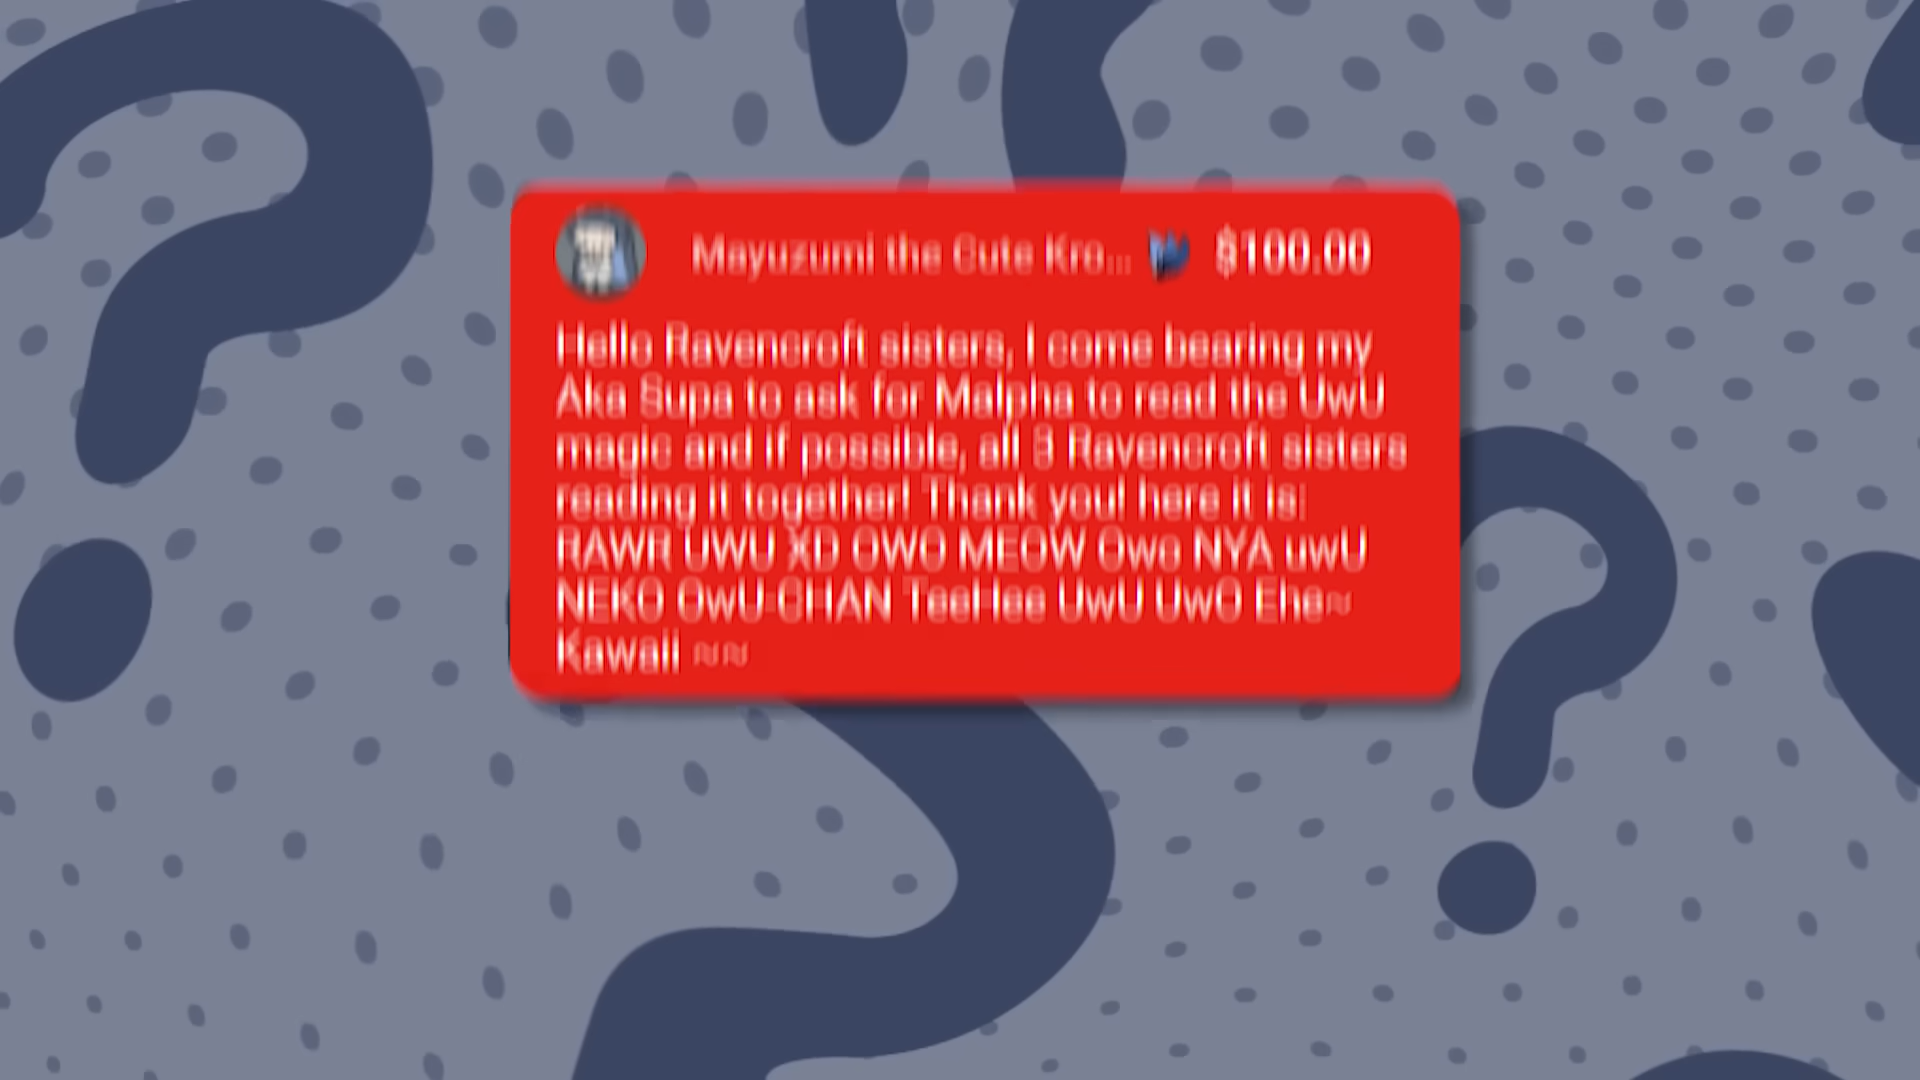 Mayuzumi the Cute Kro... $100.00
Hello Ravencroft sisters, I come bearing my
Aka Supa to ask for Malpha to read the UwU
magic and if possible, all 3 Ravencroft sisters
reading it together! Thank you! here it is:
RAWR UWU XD OWO MEOW Owo NYA uwU
NEKO OwU-CHAN TeeHee UwU UwO Ehe~
Kawaii ~~